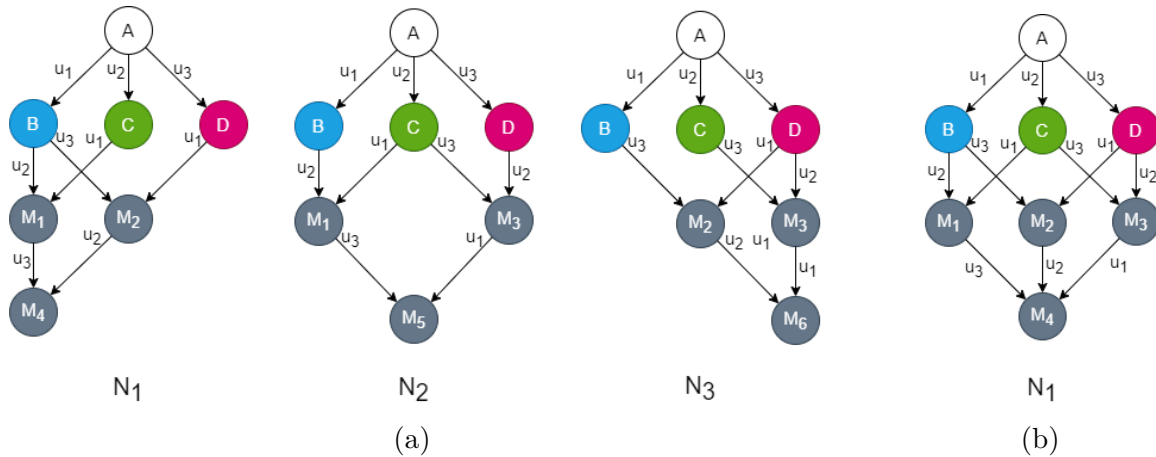 A
u1 u2 u3
B C D
u2 u3 u1 u1
M1 M2
u3 u2
M4
N1
A
u1 u2 u3
B C D
u2 u1 u3 u2
M1 M3
u3 u1
M5
N2
A
u1 u2 u3
B C D
u3 u3 u1 u2
M2 M3
u2 u1 u1
M6
N3
(a)
A
u1 u2 u3
B C D
u2 u3 u1 u3 u1 u2
M1 M2 M3
u3 u2 u1
M4
N1
(b)